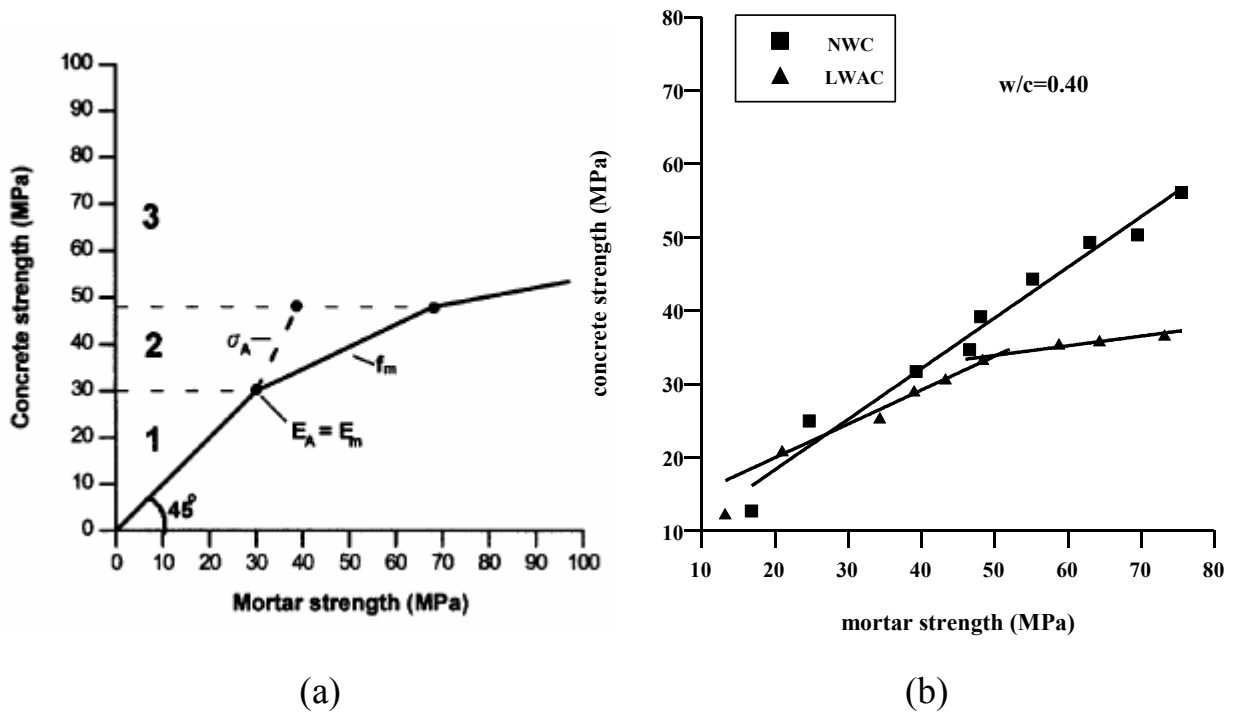 Concrete strength (MPa)
100
90
80
70
60
50
40
30
20
10
0
3
2
1
σA
fm
EA = Em
45°
0 10 20 30 40 50 60 70 80 90 100
Mortar strength (MPa)
(a)
concrete strength (MPa)
80
70
60
50
40
30
20
10
NWC
LWAC
w/c=0.40
10 20 30 40 50 60 70 80
mortar strength (MPa)
(b)